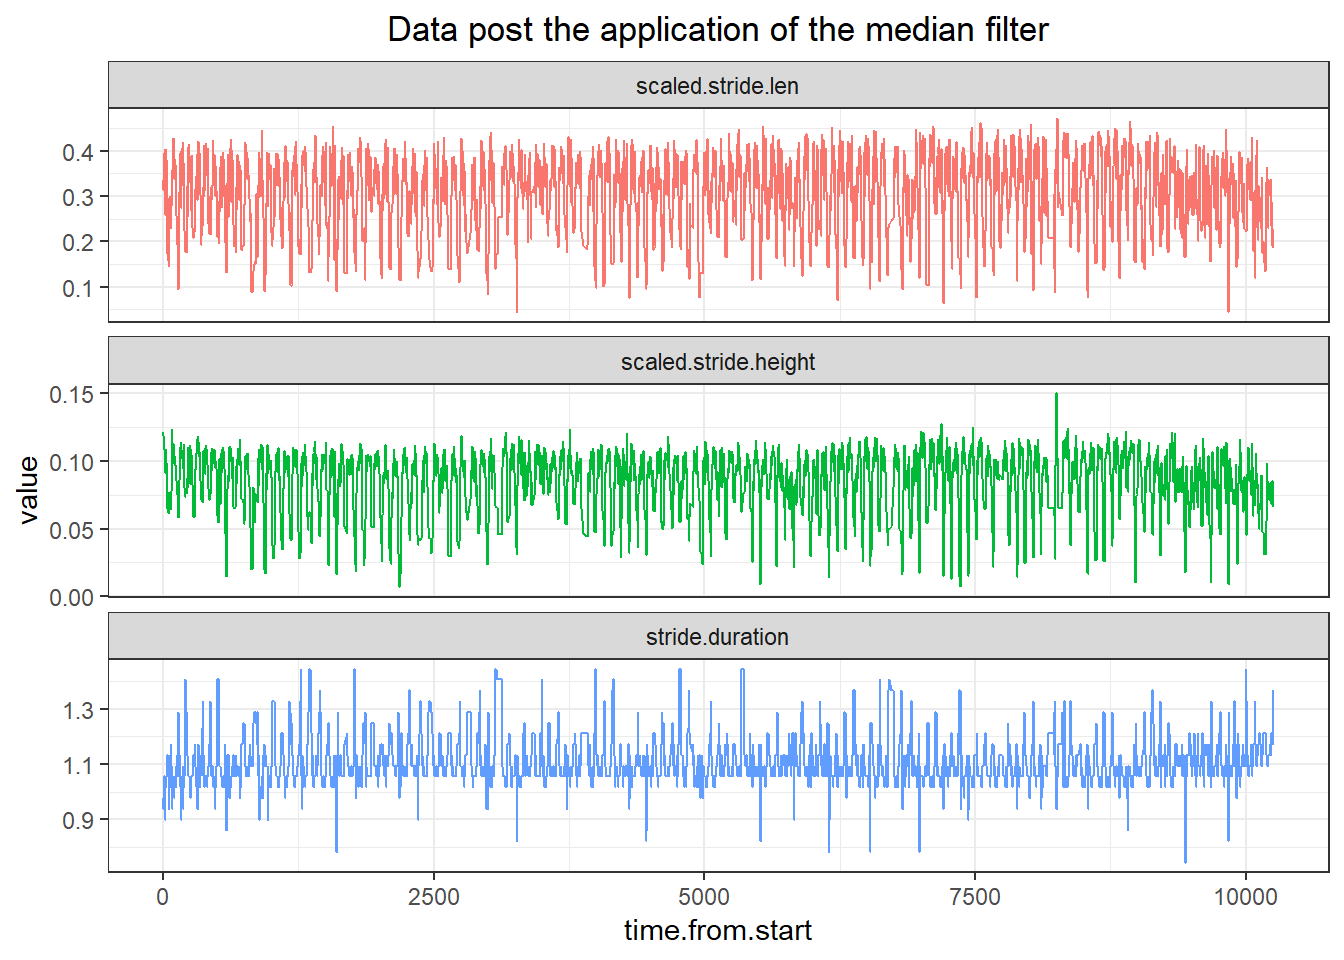 Data post the application of the median filter
scaled.stride.len
0.4
0.3
0.2
0.1
scaled.stride.height
0.15
0.10
0.05
0.00
value
stride.duration
1.3
1.1
0.9
0 2500 5000 7500 10000
time.from.start